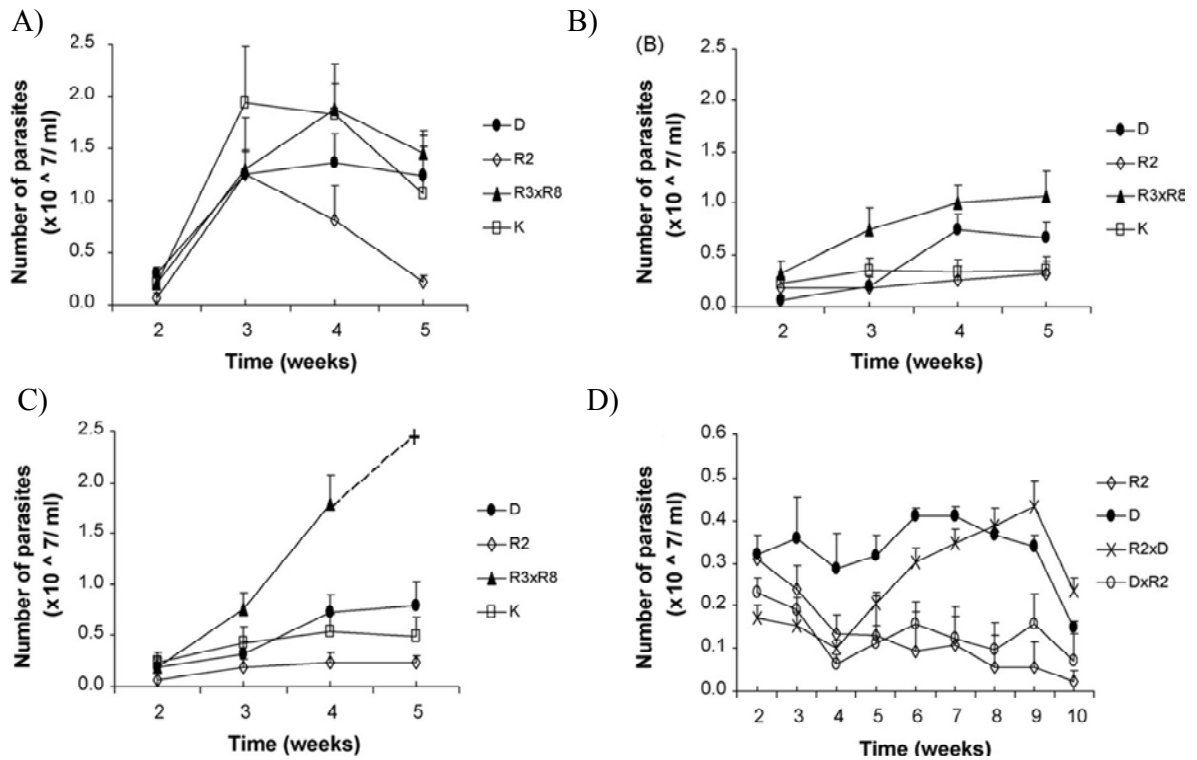 A)
2.5
2.0
1.5
1.0
0.5
0.0
Number of parasites
(x10 ^ 7/ ml)
2 3 4 5
Time (weeks)
D
R2
R3xR8
K
B)
(B)
2.5
2.0
1.5
1.0
0.5
0.0
Number of parasites
(x10 ^ 7/ ml)
2 3 4 5
Time (weeks)
D
R2
R3xR8
K
C)
2.5
2.0
1.5
1.0
0.5
0.0
Number of parasites
(x10 ^ 7/ ml)
2 3 4 5
Time (weeks)
D
R2
R3xR8
K
D)
0.6
0.5
0.4
0.3
0.2
0.1
0.0
Number of parasites
(x10 ^ 7/ ml)
2 3 4 5 6 7 8 9 10
Time (weeks)
R2
D
R2xD
DxR2